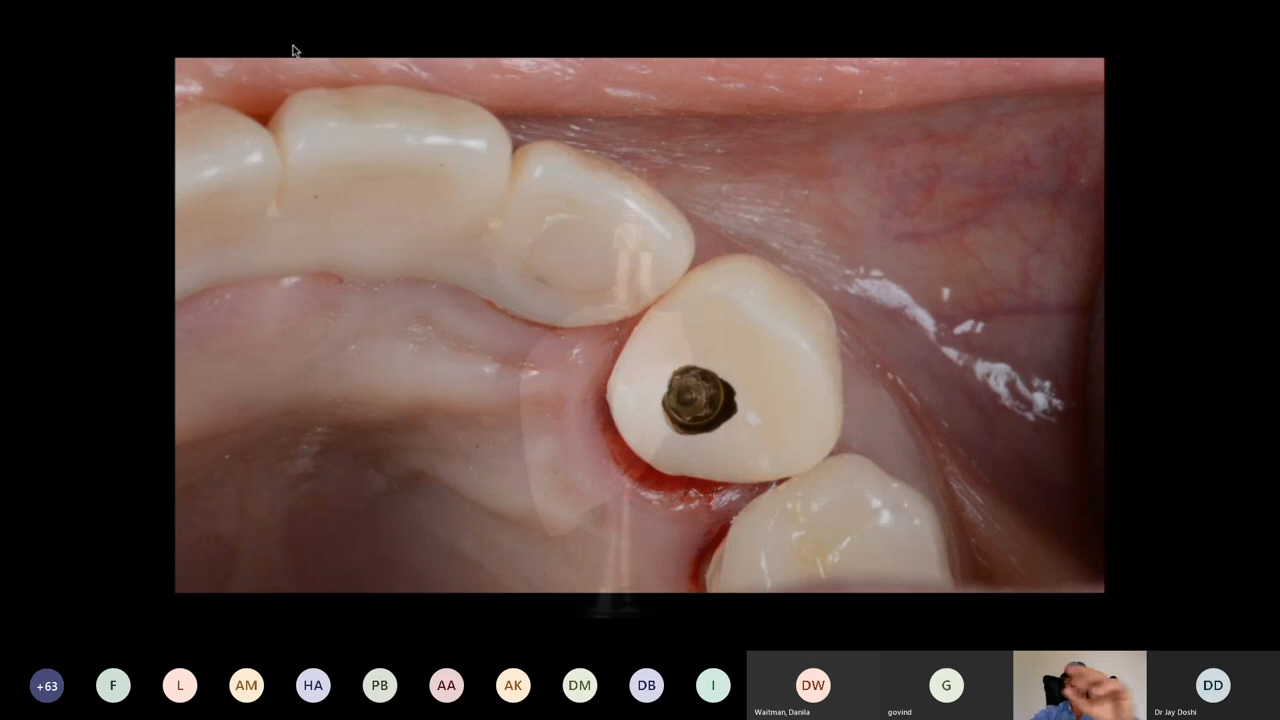 +63
F
L
AM
HA
PB
AA
AK
DM
DB
I
DW
G
DD
Waitman, Danila
govind
Dr Jay Doshi